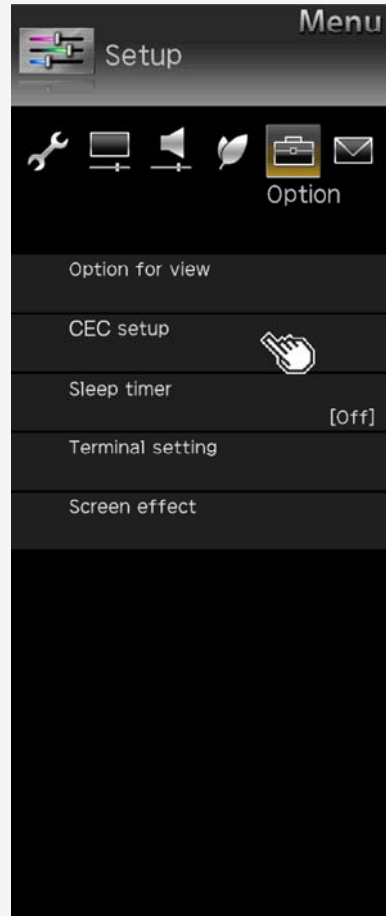 Menu
Setup
Option
Option for view
CEC setup
Sleep timer
[Off]
Terminal setting
Screen effect